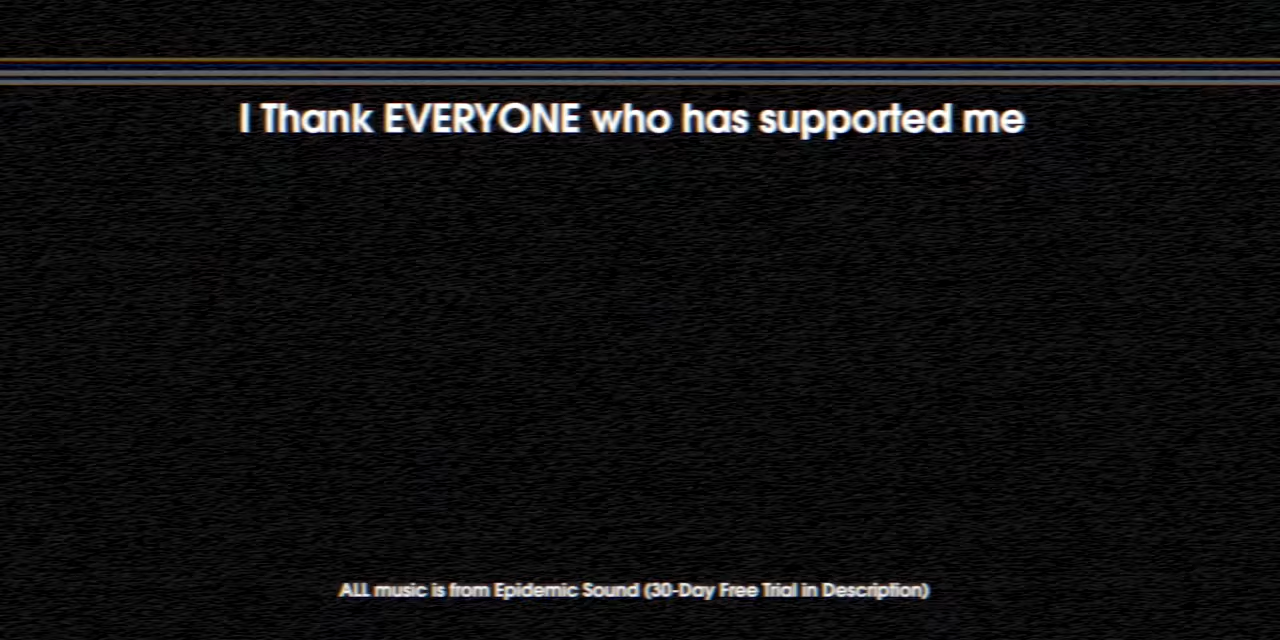 I Thank EVERYONE who has supported me
ALL music is from Epidemic Sound (30-Day Free Trial in Description)